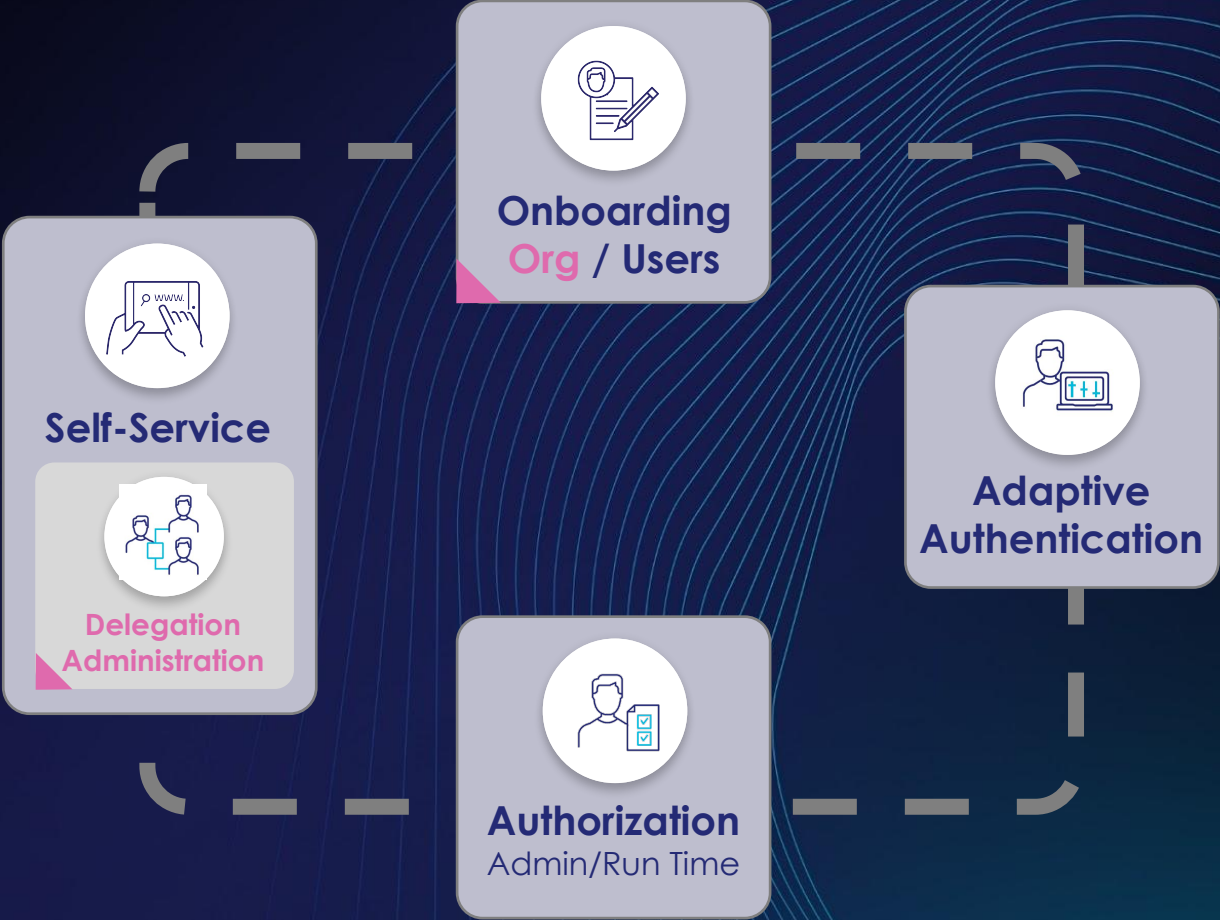 Onboarding
Org / Users
www.
Self-Service
Delegation
Administration
Adaptive
Authentication
Authorization
Admin/Run Time